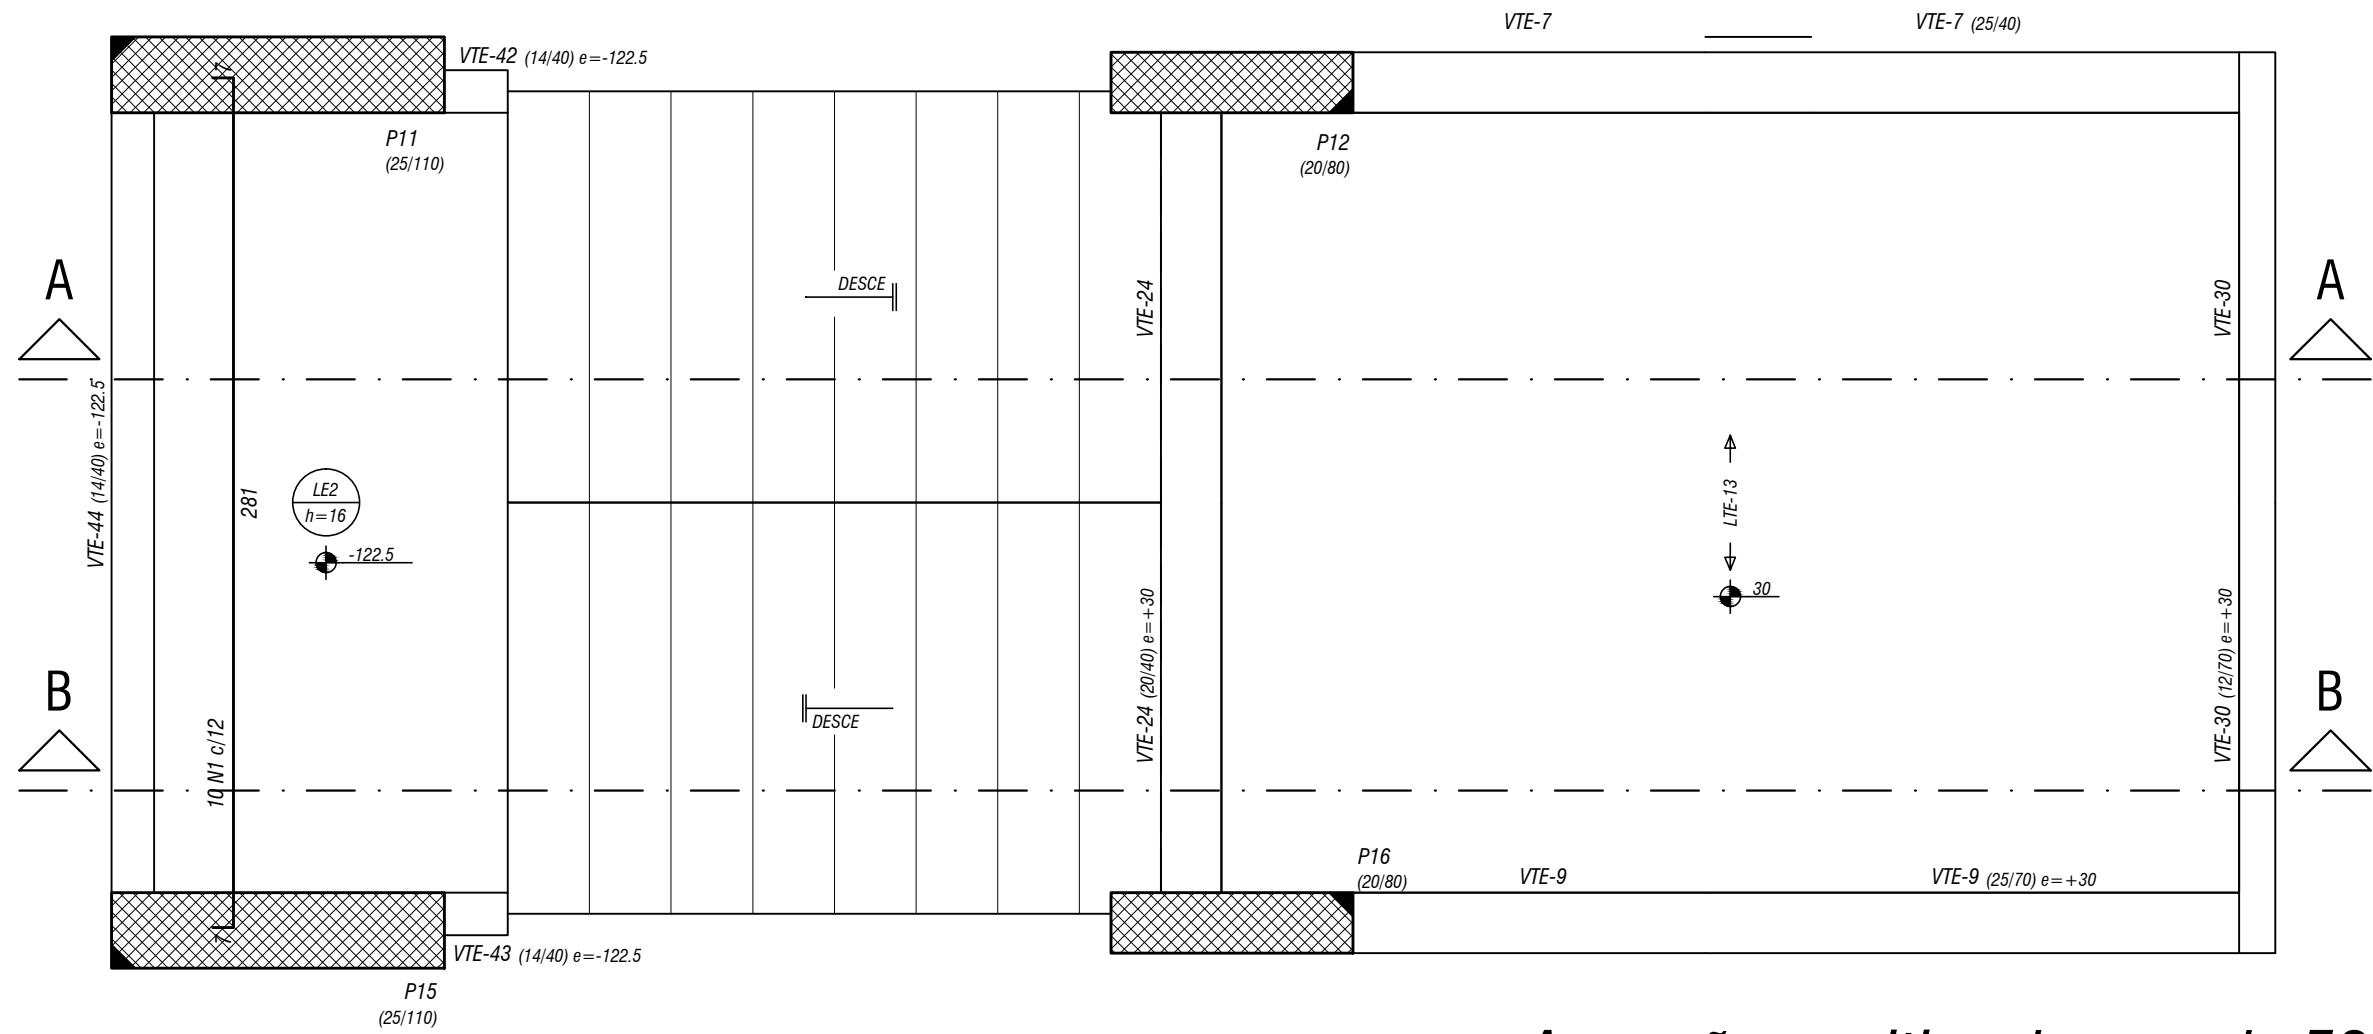 VTE-7
VTE-7 (25/40)
VTE-42 (14/40) e=-122.5
7
P11
(25/110)
P12
(20/80)
A
A
DESCE
VTE-24
VTE-30
VTE-44 (14/40) e=-122.5
281
LE2
h=16
-122.5
LTE-13
30
VTE-24 (20/40) e=+30
VTE-30 (12/70) e=+30
B
B
10 N1 c/12
DESCE
P16
(20/80)
VTE-9
VTE-9 (25/70) e=+30
7
VTE-43 (14/40) e=-122.5
P15
(25/110)